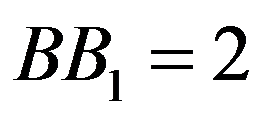 BB₁ = 2